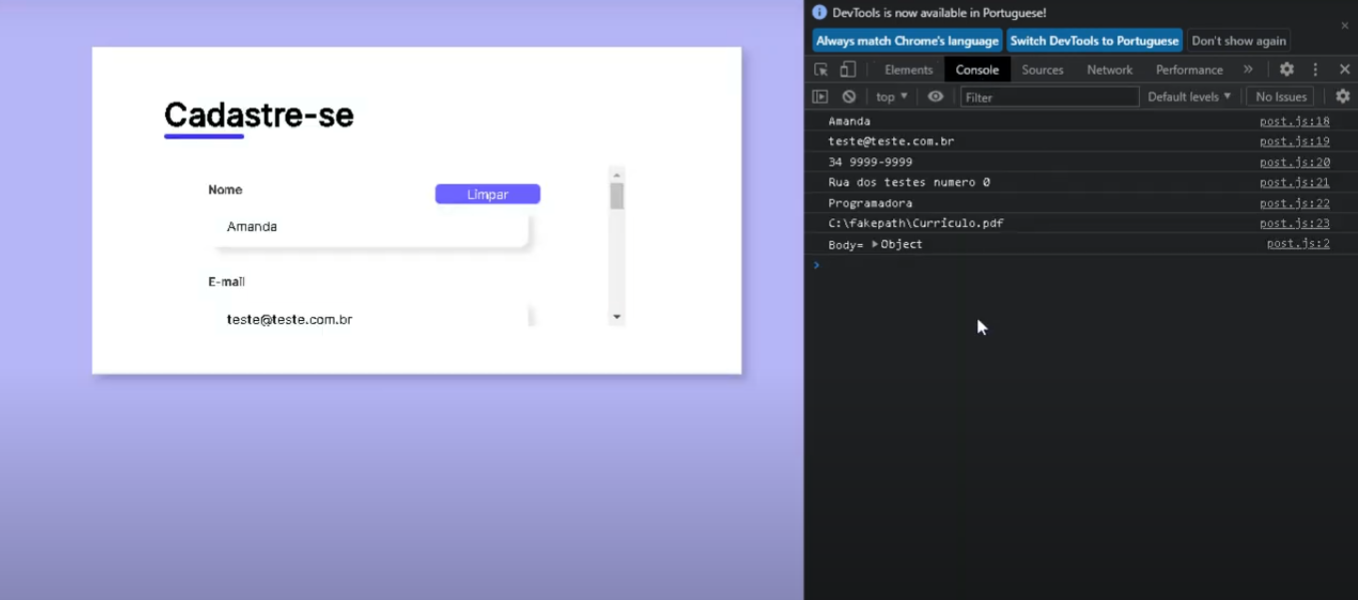 Cadastre-se
Nome
Limpar
Amanda
E-mail
teste@teste.com.br
DevTools is now available in Portuguese!
Always match Chrome's language Switch DevTools to Portuguese Don't show again
Elements Console Sources Network Performance
top Filter Default levels No Issues
Amanda post.js:18
teste@teste.com.br post.js:19
34 9999-9999 post.js:20
Rua dos testes numero 0 post.js:21
Programadora post.js:22
C:\fakepath\Currículo.pdf post.js:23
Body= Object post.js:2